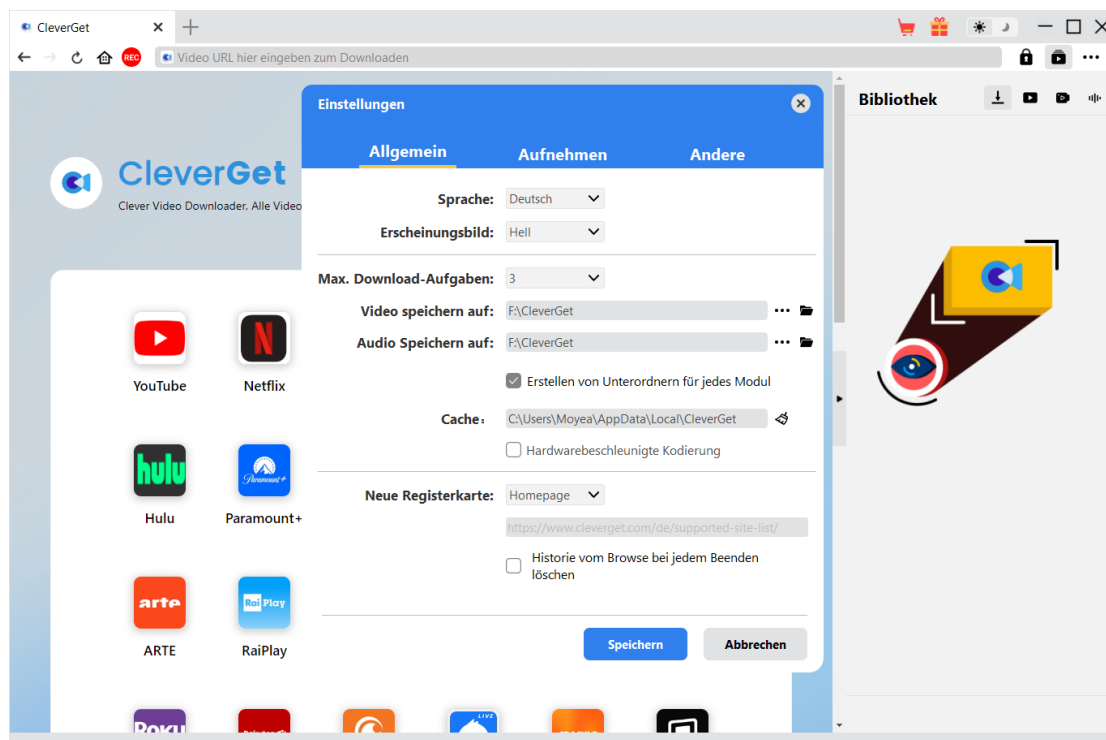 CleverGet
REC
Video URL hier eingeben zum Downloaden
Einstellungen
Bibliothek
Allgemein
Aufnehmen
Andere
CleverGet
Clever Video Downloader, Alle Video
Sprache:
Deutsch
Erscheinungsbild:
Hell
Max. Download-Aufgaben:
3
Video speichern auf:
F:\CleverGet
Audio Speichern auf:
F:\CleverGet
Erstellen von Unterordnern für jedes Modul
Cache:
C:\Users\Moyea\AppData\Local\CleverGet
Hardwarebeschleunigte Kodierung
Neue Registerkarte:
Homepage
https://www.cleverget.com/de/supported-site-list/
Historie vom Browse bei jedem Beenden
löschen
Speichern
Abbrechen
YouTube
N
Netflix
hulu
Hulu
Paramount+
Paramount+
arte
ARTE
Rai Play
RaiPlay
ROKU
LIVE